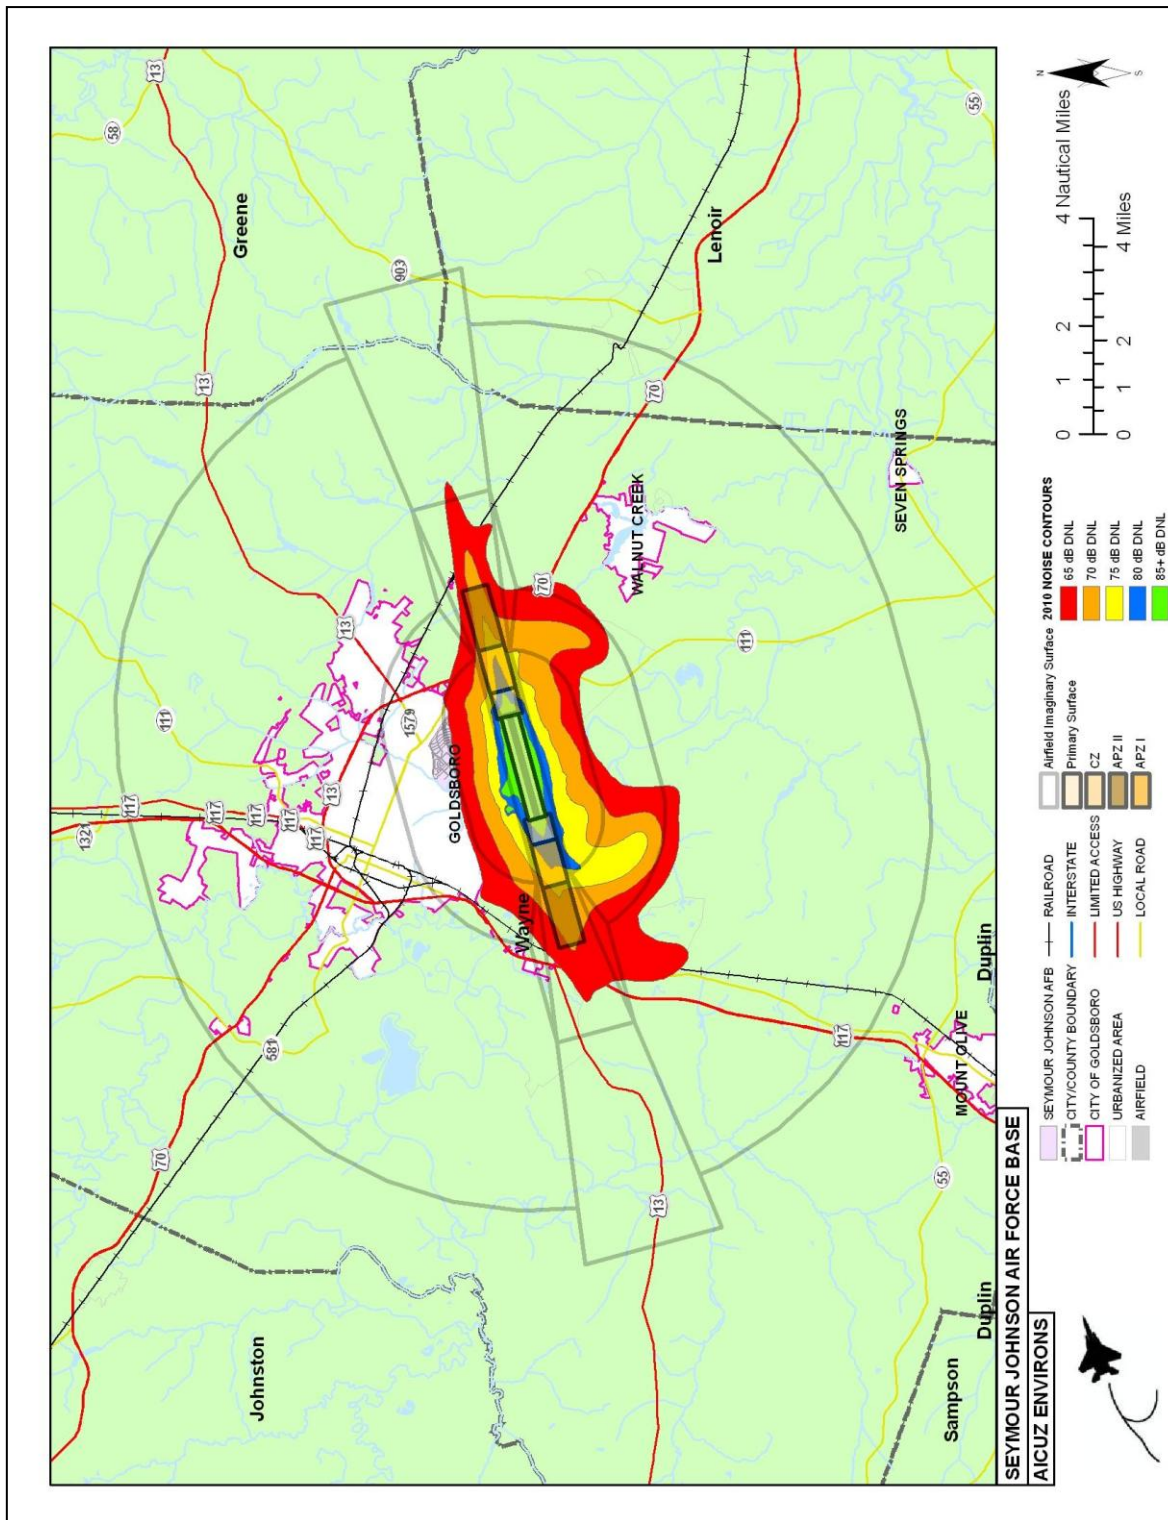 SEYMOUR JOHNSON AIR FORCE BASE
AICUZ ENVIRONS
Johnston
Greene
Lenoir
Wayne
Sampson
Duplin
Duplin
GOLDSBORO
WALNUT CREEK
SEVEN SPRINGS
MOUNT OLIVE
70
581
13
117
55
117
117
117
117
117
1321
111
13
13
1579
13
13
58
903
70
70
111
55
SEYMOUR JOHNSON AFB
CITY/COUNTY BOUNDARY
CITY OF GOLDSBORO
URBANIZED AREA
AIRFIELD
RAILROAD
INTERSTATE
LIMITED ACCESS
US HIGHWAY
LOCAL ROAD
Airfield Imaginary Surface
Primary Surface
CZ
APZ II
APZ I
2010 NOISE CONTOURS
65 dB DNL
70 dB DNL
75 dB DNL
80 dB DNL
85+ dB DNL
0 1 2 4 Nautical Miles
0 1 2 4 Miles
N
S